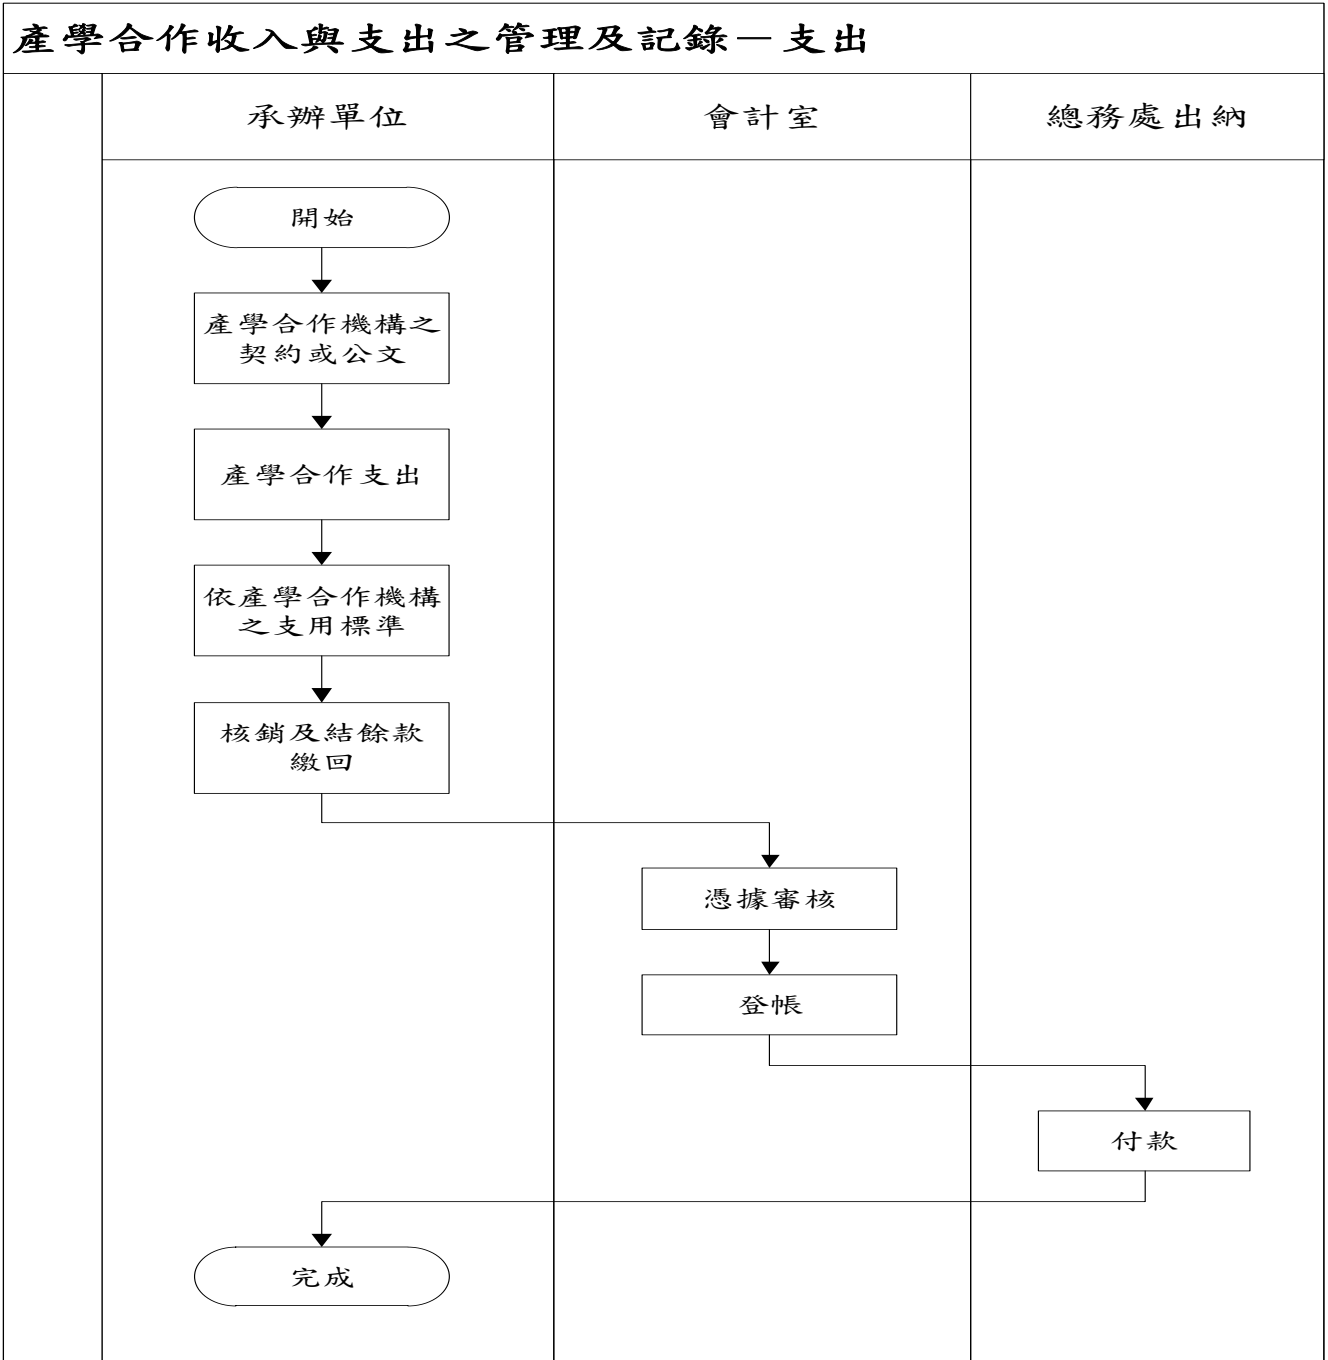 產學合作收入與支出之管理及記錄－支出
承辦單位
會計室
總務處出納
開始
產學合作機構之
契約或公文
產學合作支出
依產學合作機構
之支用標準
核銷及結餘款
繳回
憑據審核
登帳
付款
完成